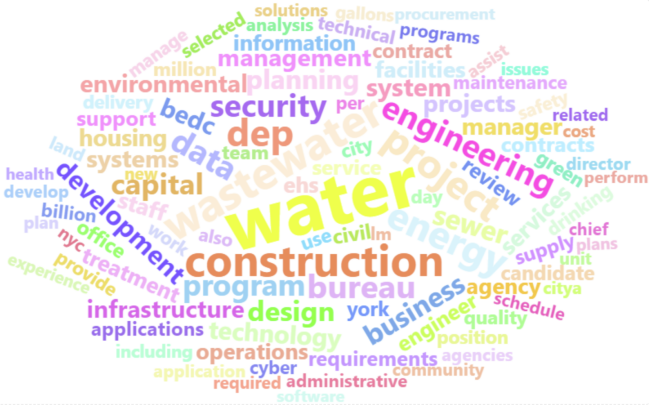 solutions
gallons
procurement
selected
analysis
technical
programs
manage
information
contract
management
assist
million
facilities
issues
environmental
planning
system
maintenance
delivery
security
per
projects
safety
support
bedc
dep
wastewater
engineering
manager
related
cost
housing
data
team
city
project
contracts
land
systems
service
review
green
director
health
new
capital
ehs
water
day
perform
develop
development
staff
energy
sewer
services
drinking
billion
plan
office
work
also
use
civil
lm
supply
chief
plans
nyc
construction
unit
experience
provide
treatment
program
bureau
business
agency
candidate
citya
infrastructure
design
york
engineer
schedule
quality
applications
technology
position
including
operations
requirements
agencies
application
cyber
community
required
administrative
software